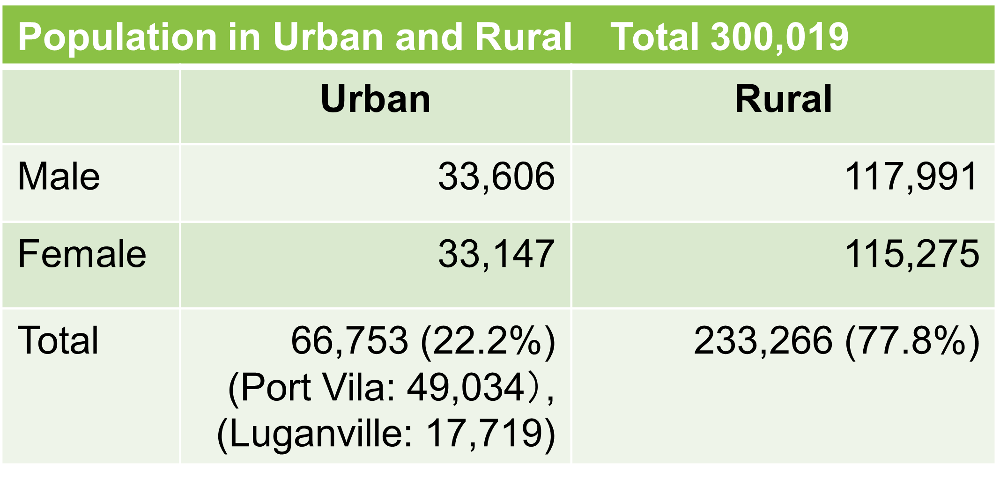 Population in Urban and Rural Total 300,019
Urban Rural
Male 33,606 117,991
Female 33,147 115,275
Total 66,753 (22.2%) 233,266 (77.8%)
(Port Vila: 49,034）,
(Luganville: 17,719)